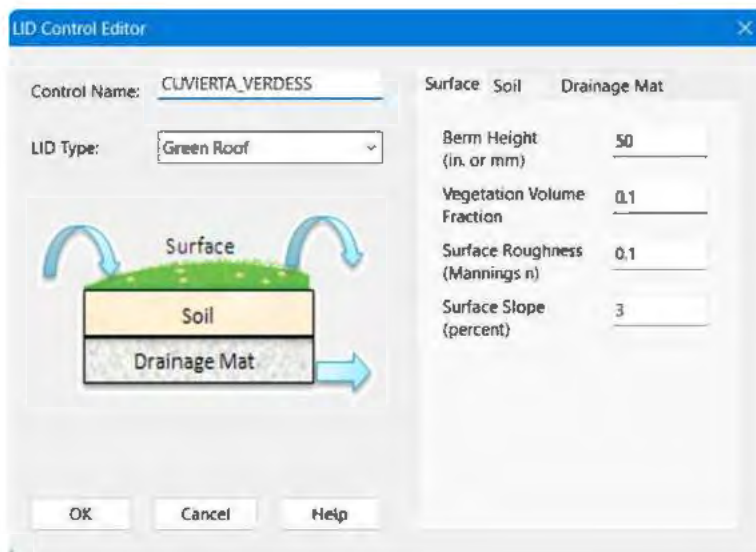 LID Control Editor
Control Name: CUVIERTA_VERDESS
LID Type: Green Roof
Surface
Soil
Drainage Mat
OK Cancel Help
Surface Soil Drainage Mat
Berm Height 50
(in. or mm)
Vegetation Volume 0.1
Fraction
Surface Roughness 0.1
(Mannings n)
Surface Slope 3
(percent)